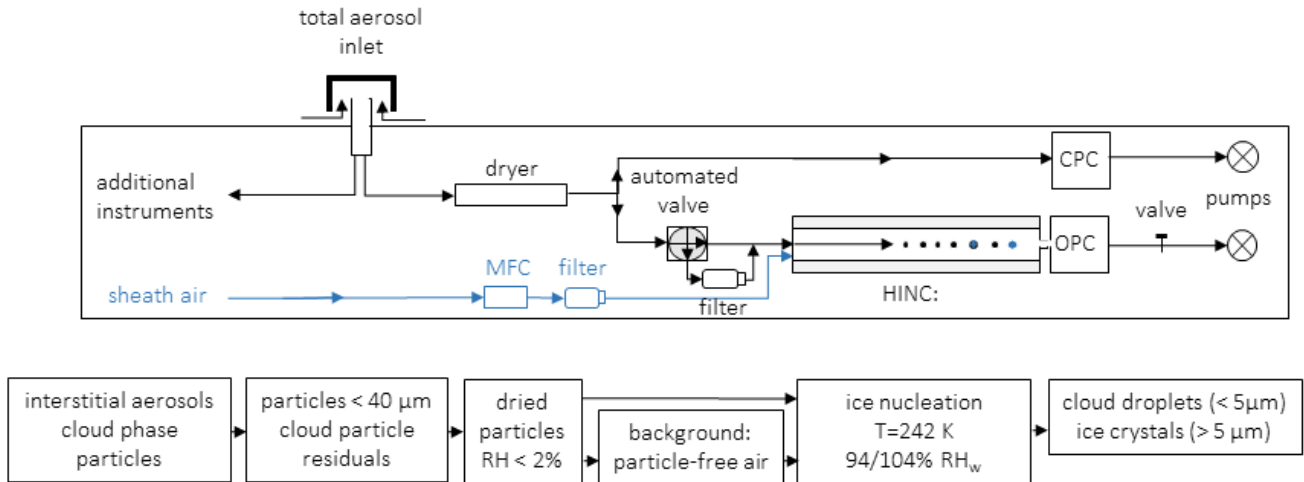 total aerosol
inlet
additional
instruments
dryer
automated
valve
CPC
pumps
valve
OPC
MFC
filter
sheath air
filter
HINC:
interstitial aerosols
cloud phase
particles
particles < 40 µm
cloud particle
residuals
dried
particles
RH < 2%
background:
particle-free air
ice nucleation
T=242 K
94/104% RHw
cloud droplets (< 5µm)
ice crystals (> 5 µm)